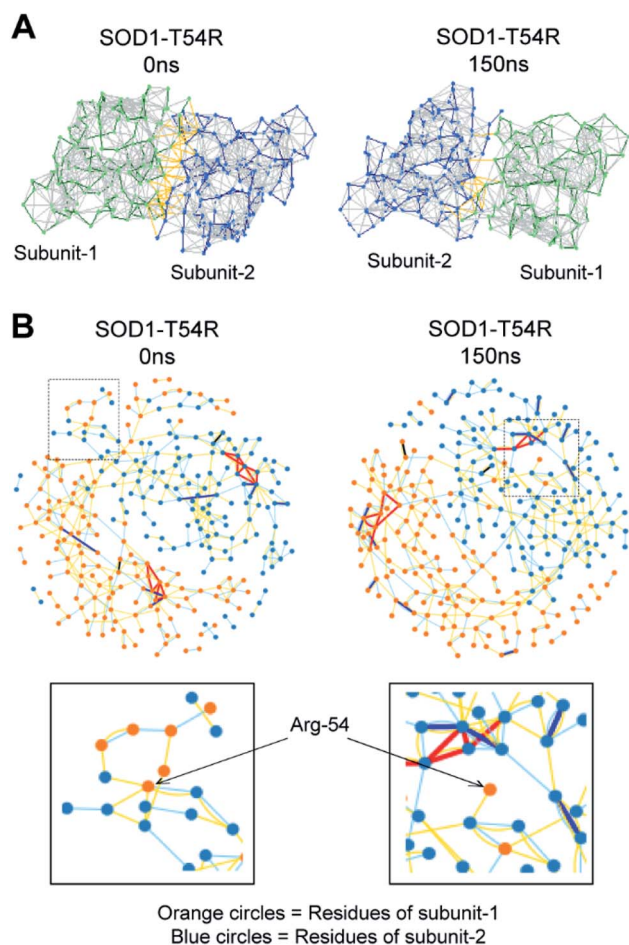 A
SOD1-T54R
0ns
SOD1-T54R
150ns
Subunit-1
Subunit-2
Subunit-2
Subunit-1
B
SOD1-T54R
0ns
SOD1-T54R
150ns
Arg-54
Orange circles = Residues of subunit-1
Blue circles = Residues of subunit-2